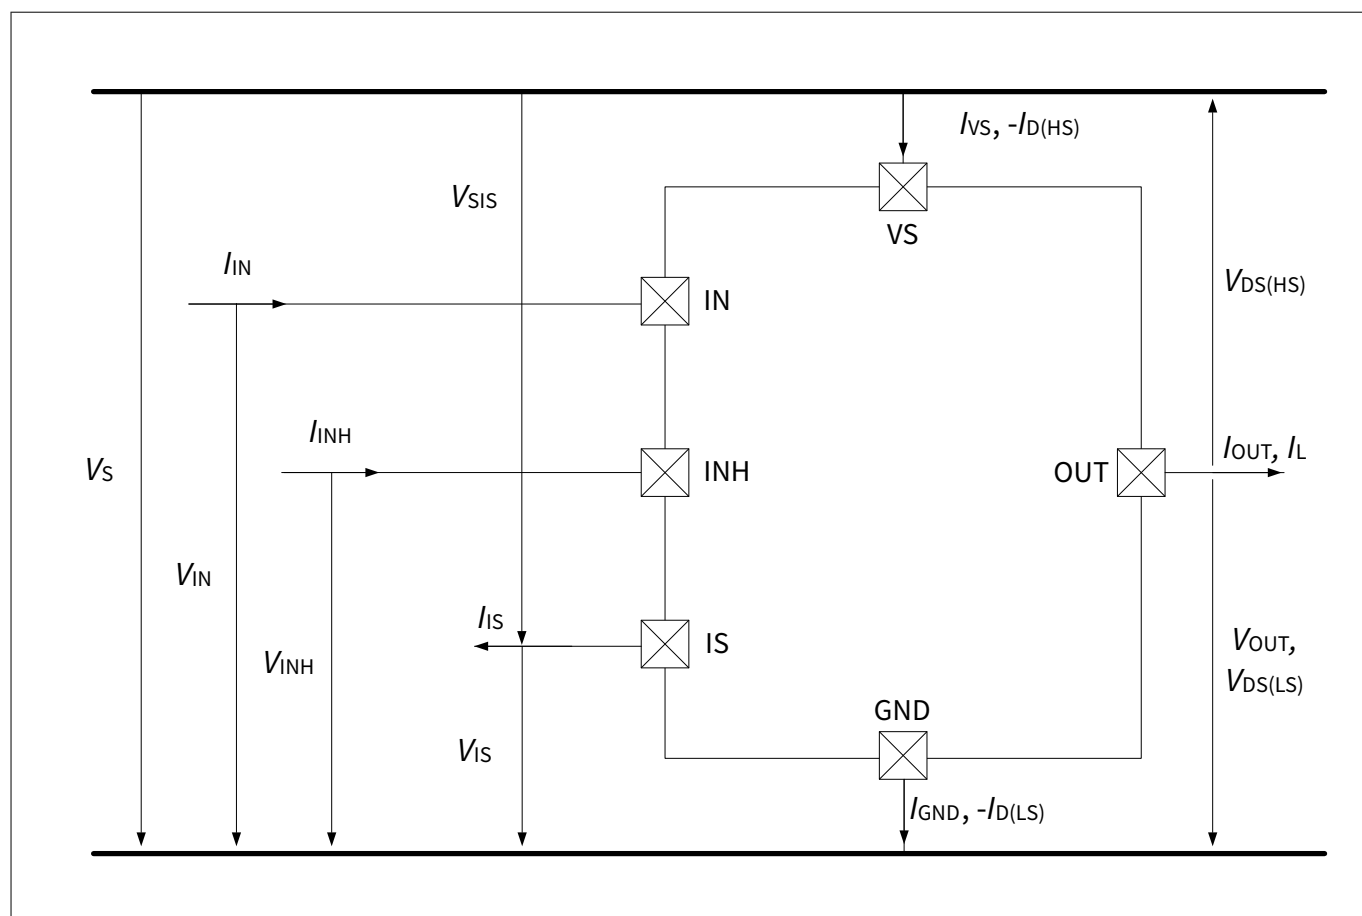 IVS, -ID(HS)
VSIS
VS
IIN
VDS(HS)
IN
IINH
IOUT, IL
VS
INH
OUT
VIN
IIS
IS
VOUT,
VINH
VDS(LS)
GND
VIS
IGND, -ID(LS)